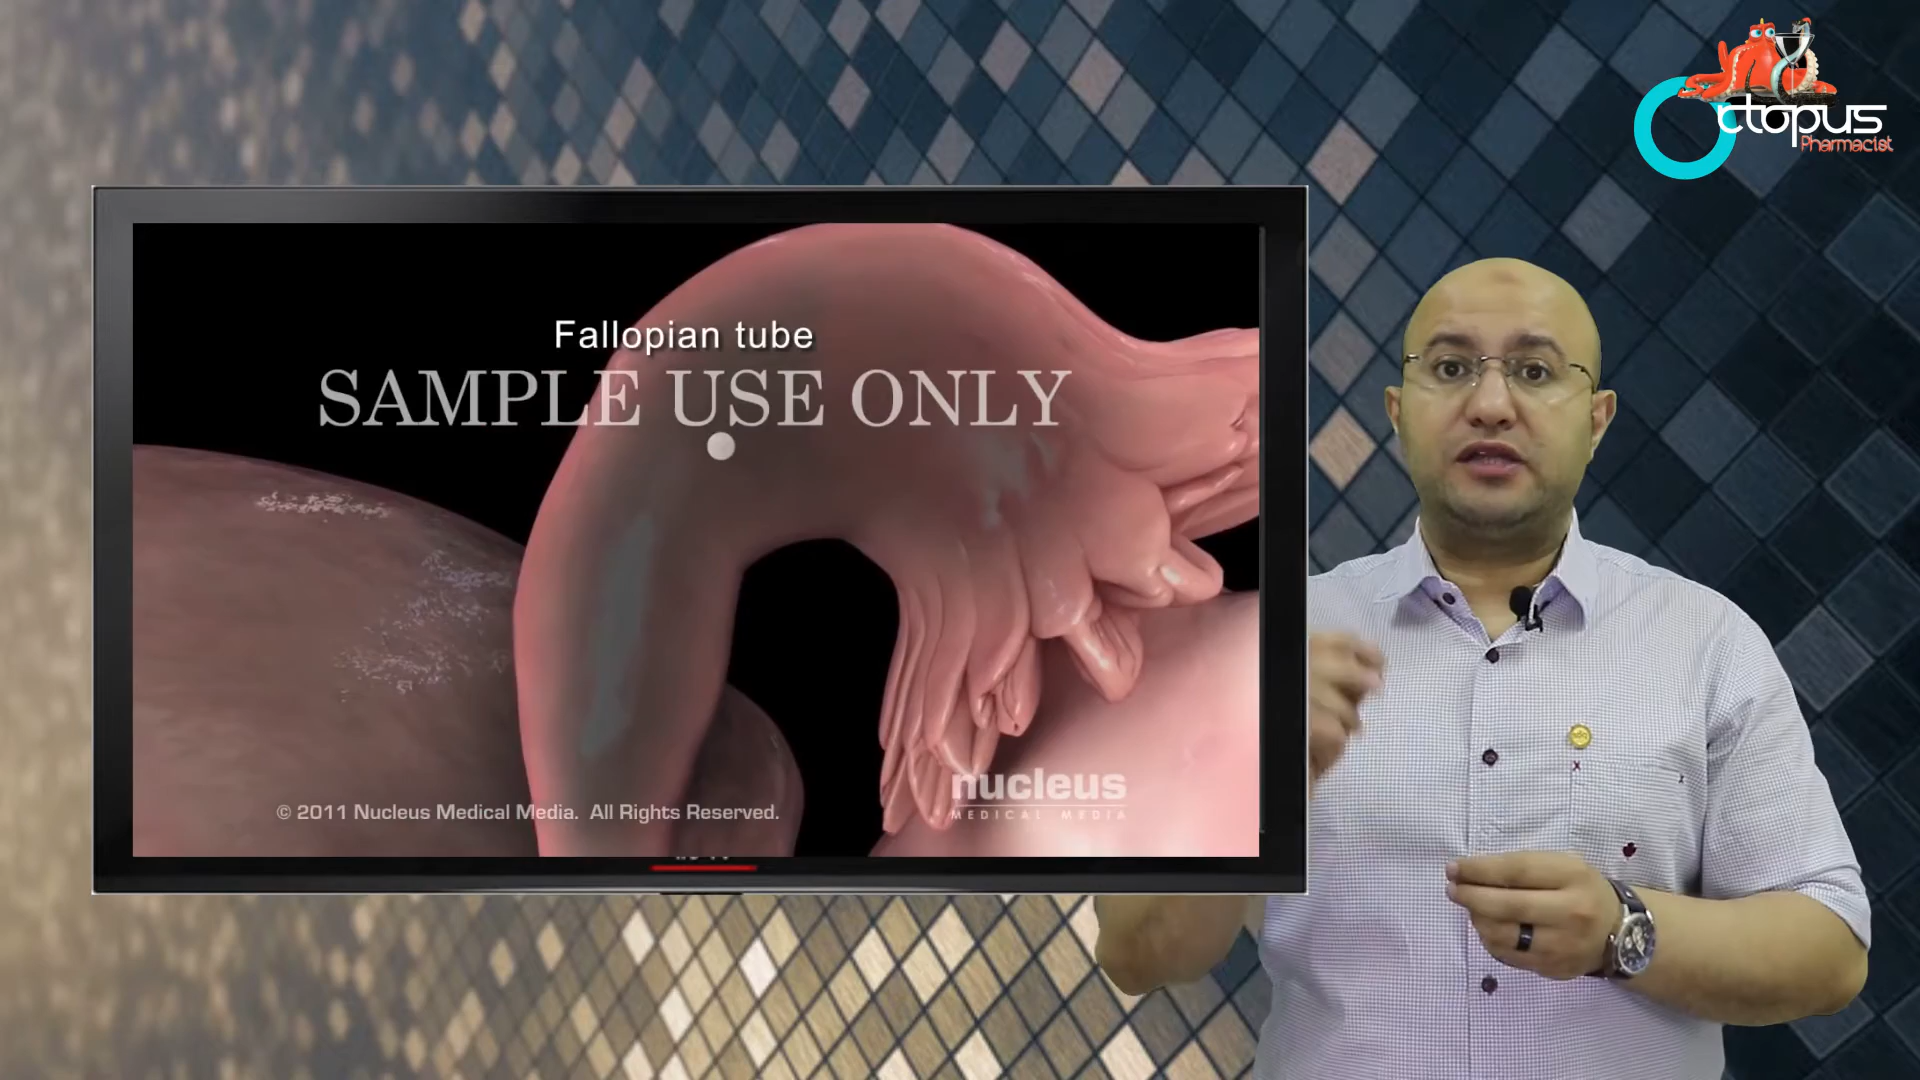 Octopus
Pharmacist
Fallopian tube
SAMPLE USE ONLY
nucleus
MEDICAL MEDIA
© 2011 Nucleus Medical Media. All Rights Reserved.